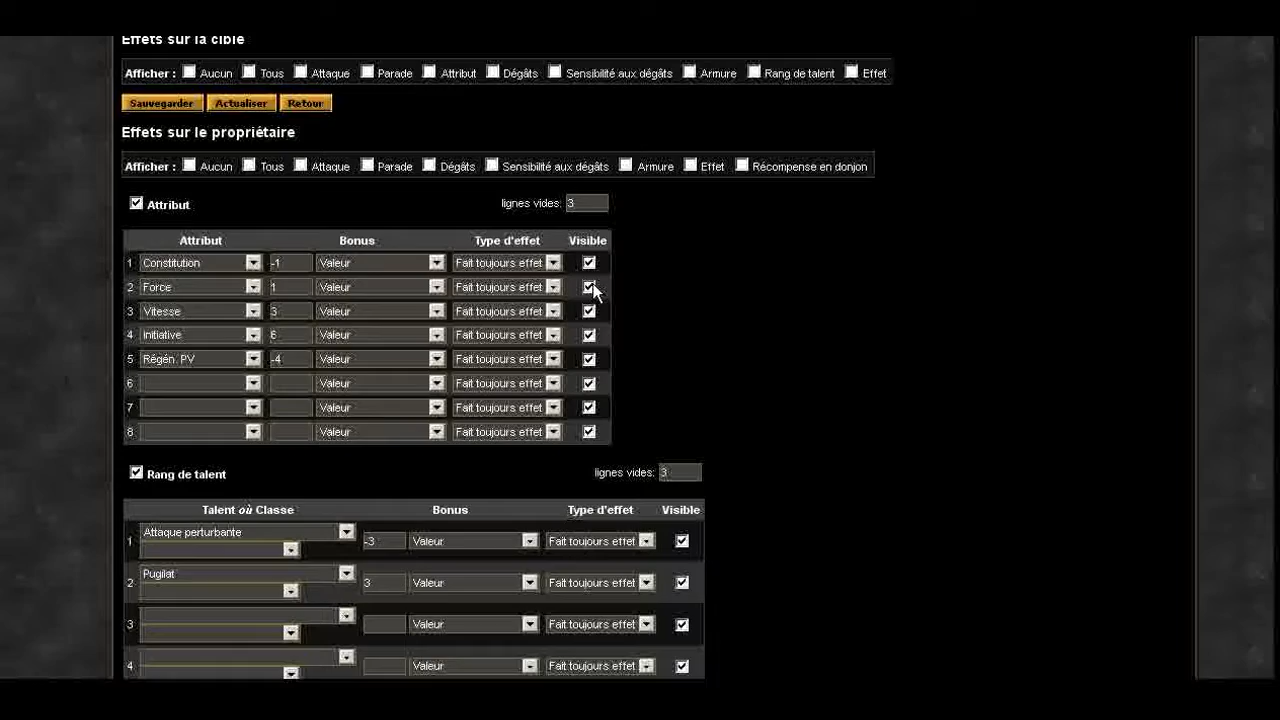 Effets sur la cible
Afficher : Aucun Tous Attaque Parade Attribut Dégâts Sensibilité aux dégâts Armure Rang de talent Effet
Sauvegarder Actualiser Retour
Effets sur le propriétaire
Afficher : Aucun Tous Attaque Parade Dégâts Sensibilité aux dégâts Armure Effet Récompense en donjon
Attribut lignes vides: 3
Attribut Bonus Type d'effet Visible
1 Constitution -1 Valeur Fait toujours effet
2 Force 1 Valeur Fait toujours effet
3 Vitesse 3 Valeur Fait toujours effet
4 Initiative 6 Valeur Fait toujours effet
5 Régén. PV -4 Valeur Fait toujours effet
6 Valeur Fait toujours effet
7 Valeur Fait toujours effet
8 Valeur Fait toujours effet
Rang de talent lignes vides: 3
Talent où Classe Bonus Type d'effet Visible
1 Attaque perturbante -3 Valeur Fait toujours effet
2 Pugilat 3 Valeur Fait toujours effet
3 Valeur Fait toujours effet
4 Valeur Fait toujours effet